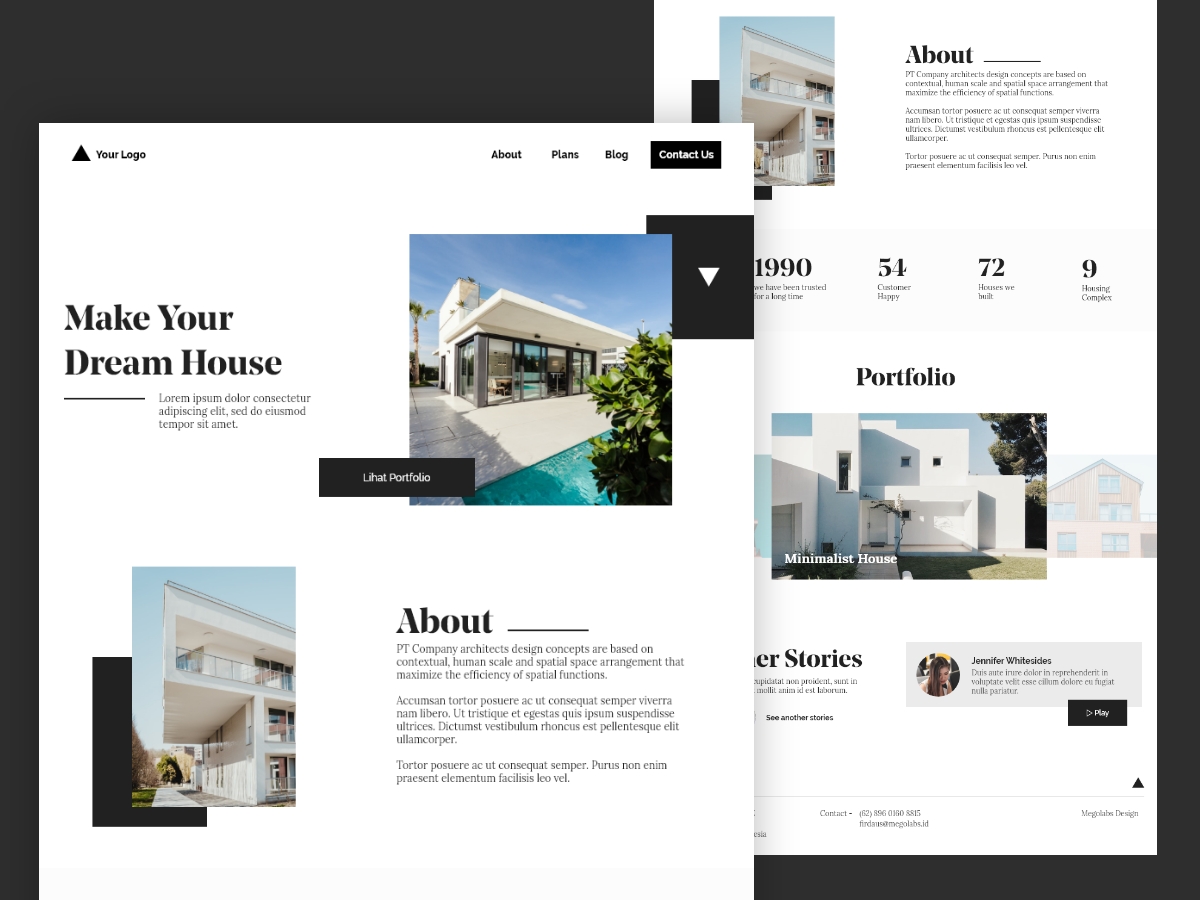 Your Logo
About
Plans
Blog
Contact Us
Make Your
Dream House
Lorem ipsum dolor consectetur
adipiscing elit, sed do eiusmod
tempor sit amet.
Lihat Portfolio
About
PT Company architects design concepts are based on
contextual, human scale and spatial space arrangement that
maximize the efficiency of spatial functions.
Accumsan tortor posuere ac ut consequat semper viverra
nam libero. Ut tristique et egestas quis ipsum suspendisse
ultrices. Dictumst vestibulum rhoncus est pellentesque elit
ullamcorper.
Tortor posuere ac ut consequat semper. Purus non enim
praesent elementum facilisis leo vel.
About
PT Company architects design concepts are based on
contextual, human scale and spatial space arrangement that
maximize the efficiency of spatial functions.
Accumsan tortor posuere ac ut consequat semper viverra
nam libero. Ut tristique et egestas quis ipsum suspendisse
ultrices. Dictumst vestibulum rhoncus est pellentesque elit
ullamcorper.
Tortor posuere ac ut consequat semper. Purus non enim
praesent elementum facilisis leo vel.
1990
we have been trusted
for a long time
54
Customer
Happy
72
Houses we
built
9
Housing
Complex
Portfolio
Minimalist House
er Stories
cupidatat non proident, sunt in
mollit anim id est laborum.
See another stories
Jennifer Whitesides
Duis aute irure dolor in reprehenderit in
voluptate velit esse cillum dolore eu fugiat
nulla pariatur.
Play
Contact - (62) 896 0160 8815
firdaus@megolabs.id
Megolabs Design
esia